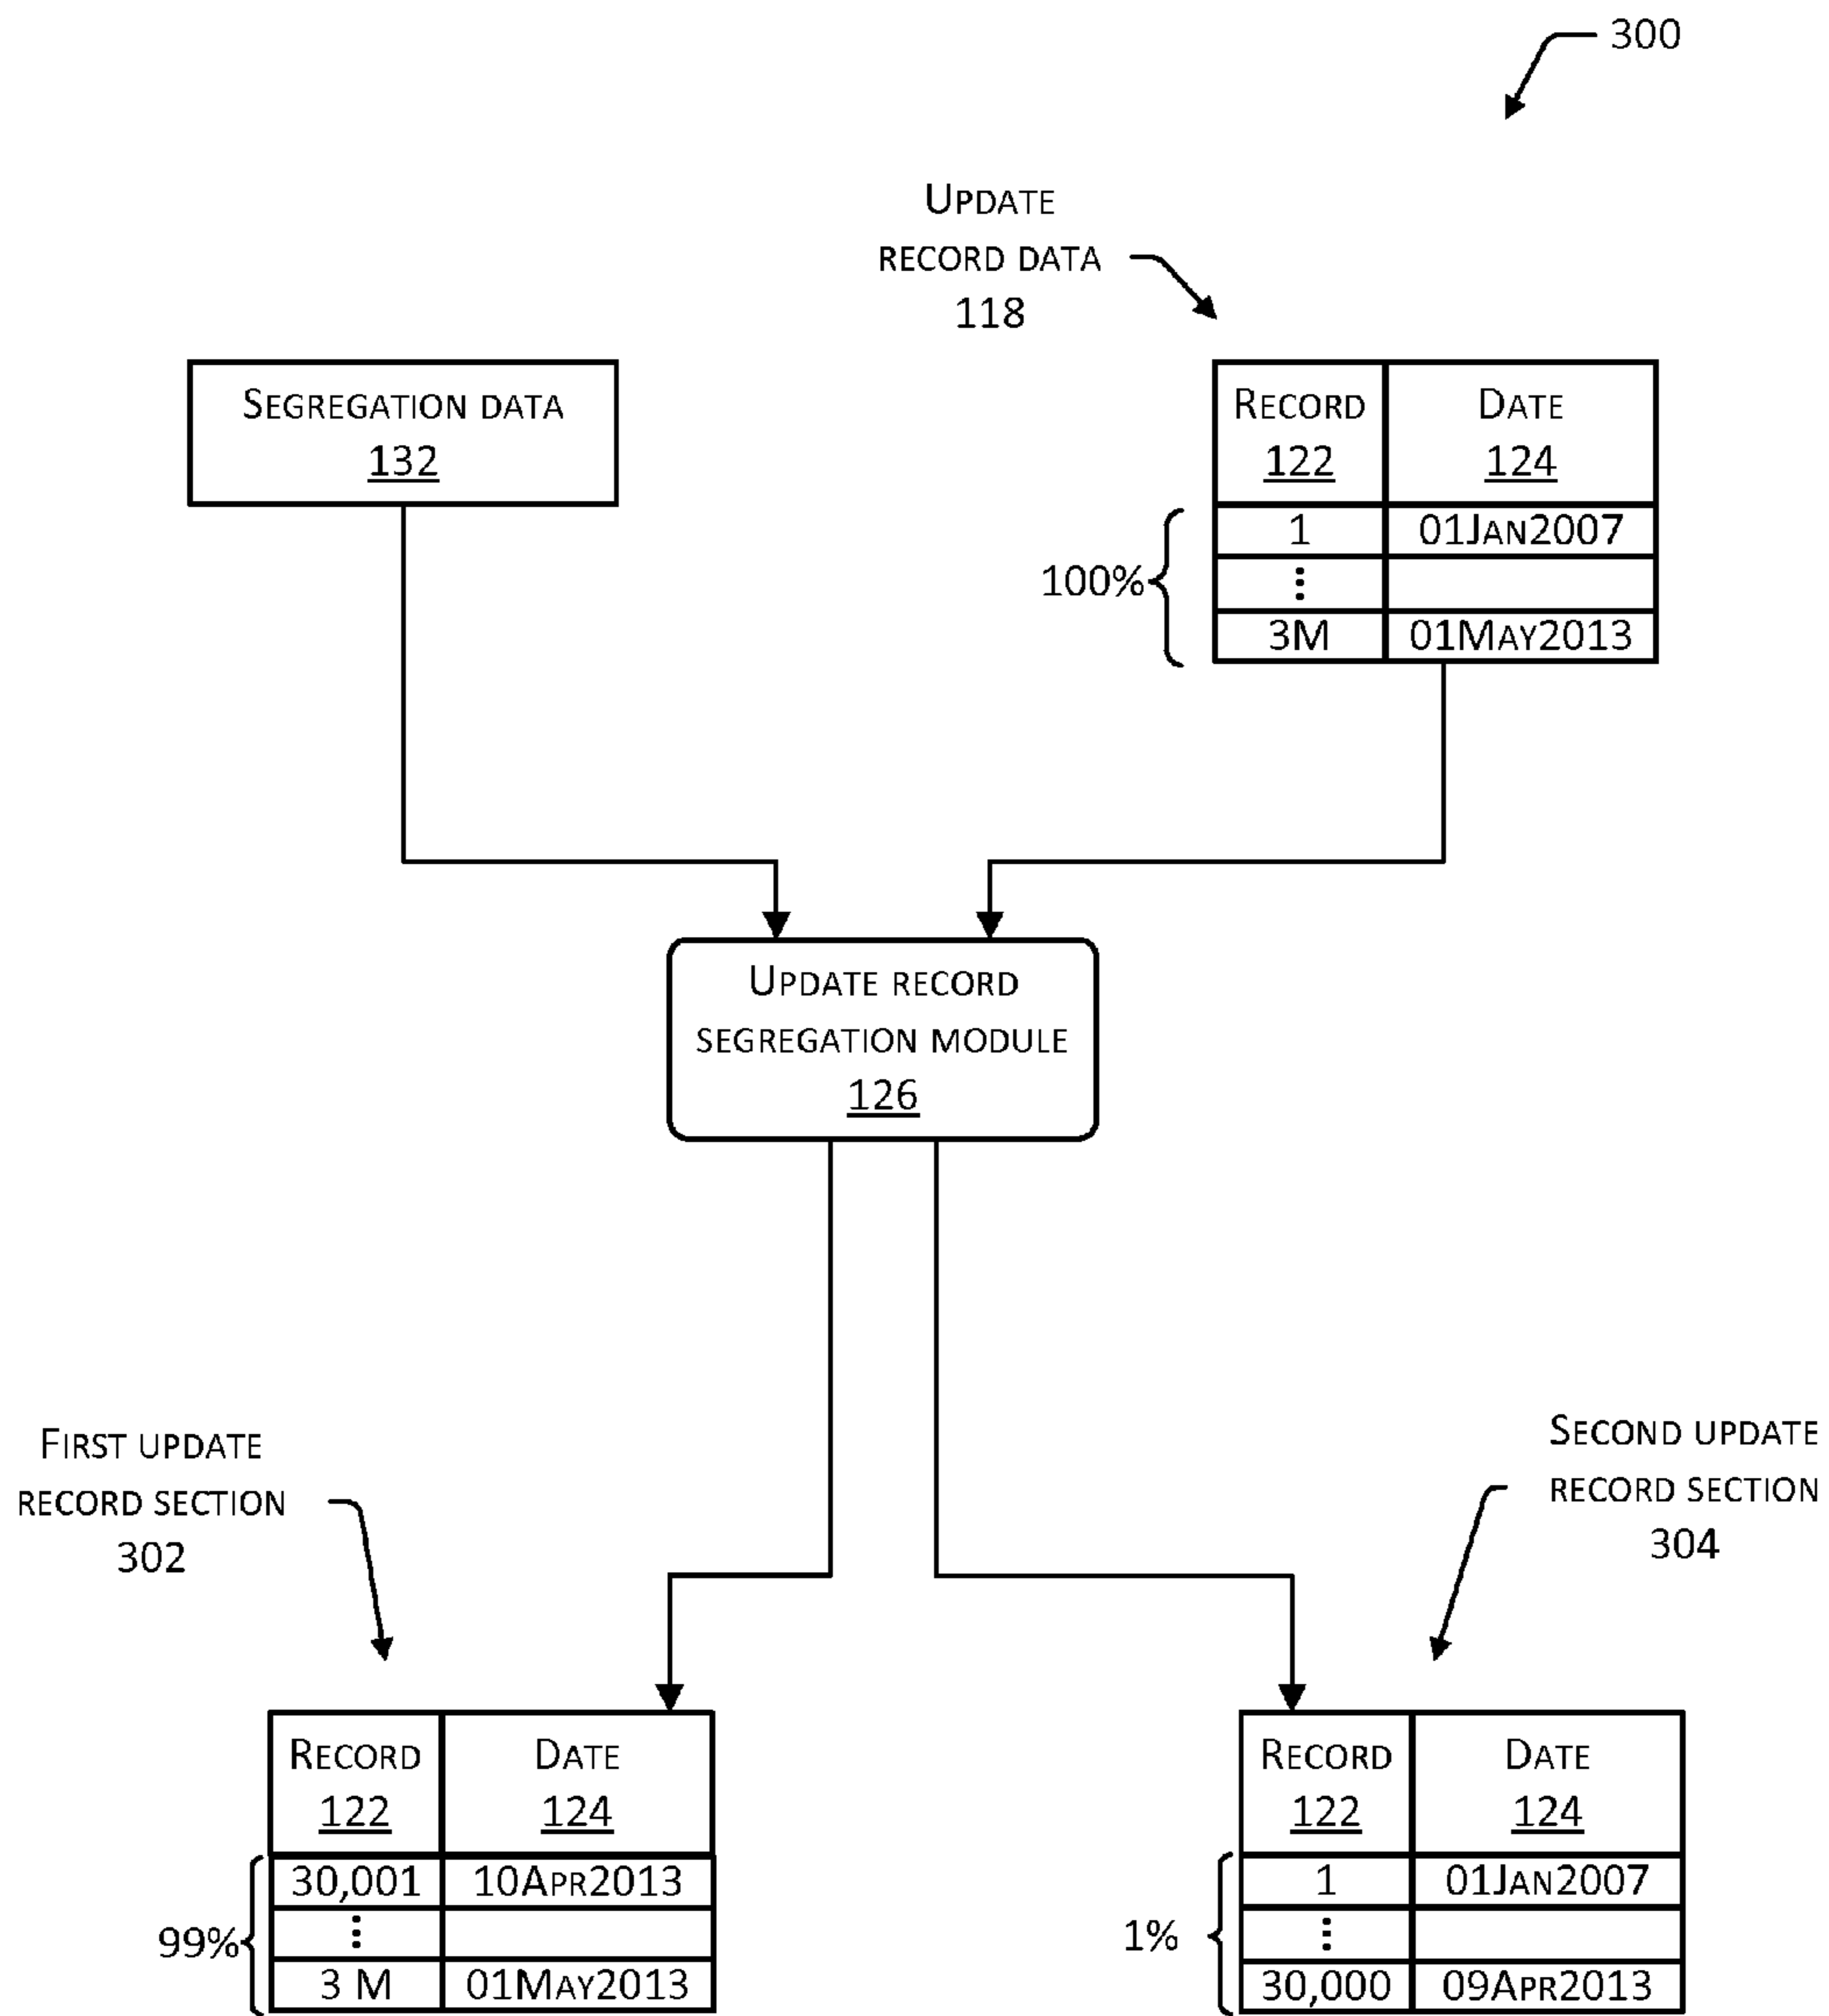 300
UPDATE
RECORD DATA
118
SEGREGATION DATA
132
RECORD DATE
122 124
1 01JAN2007
100%
⋮
3M 01MAY2013
UPDATE RECORD
SEGREGATION MODULE
126
FIRST UPDATE
RECORD SECTION
302
SECOND UPDATE
RECORD SECTION
304
RECORD DATE
122 124
30,001 10APR2013
99%
⋮
3 M 01MAY2013
RECORD DATE
122 124
1 01JAN2007
1%
⋮
30,000 09APR2013